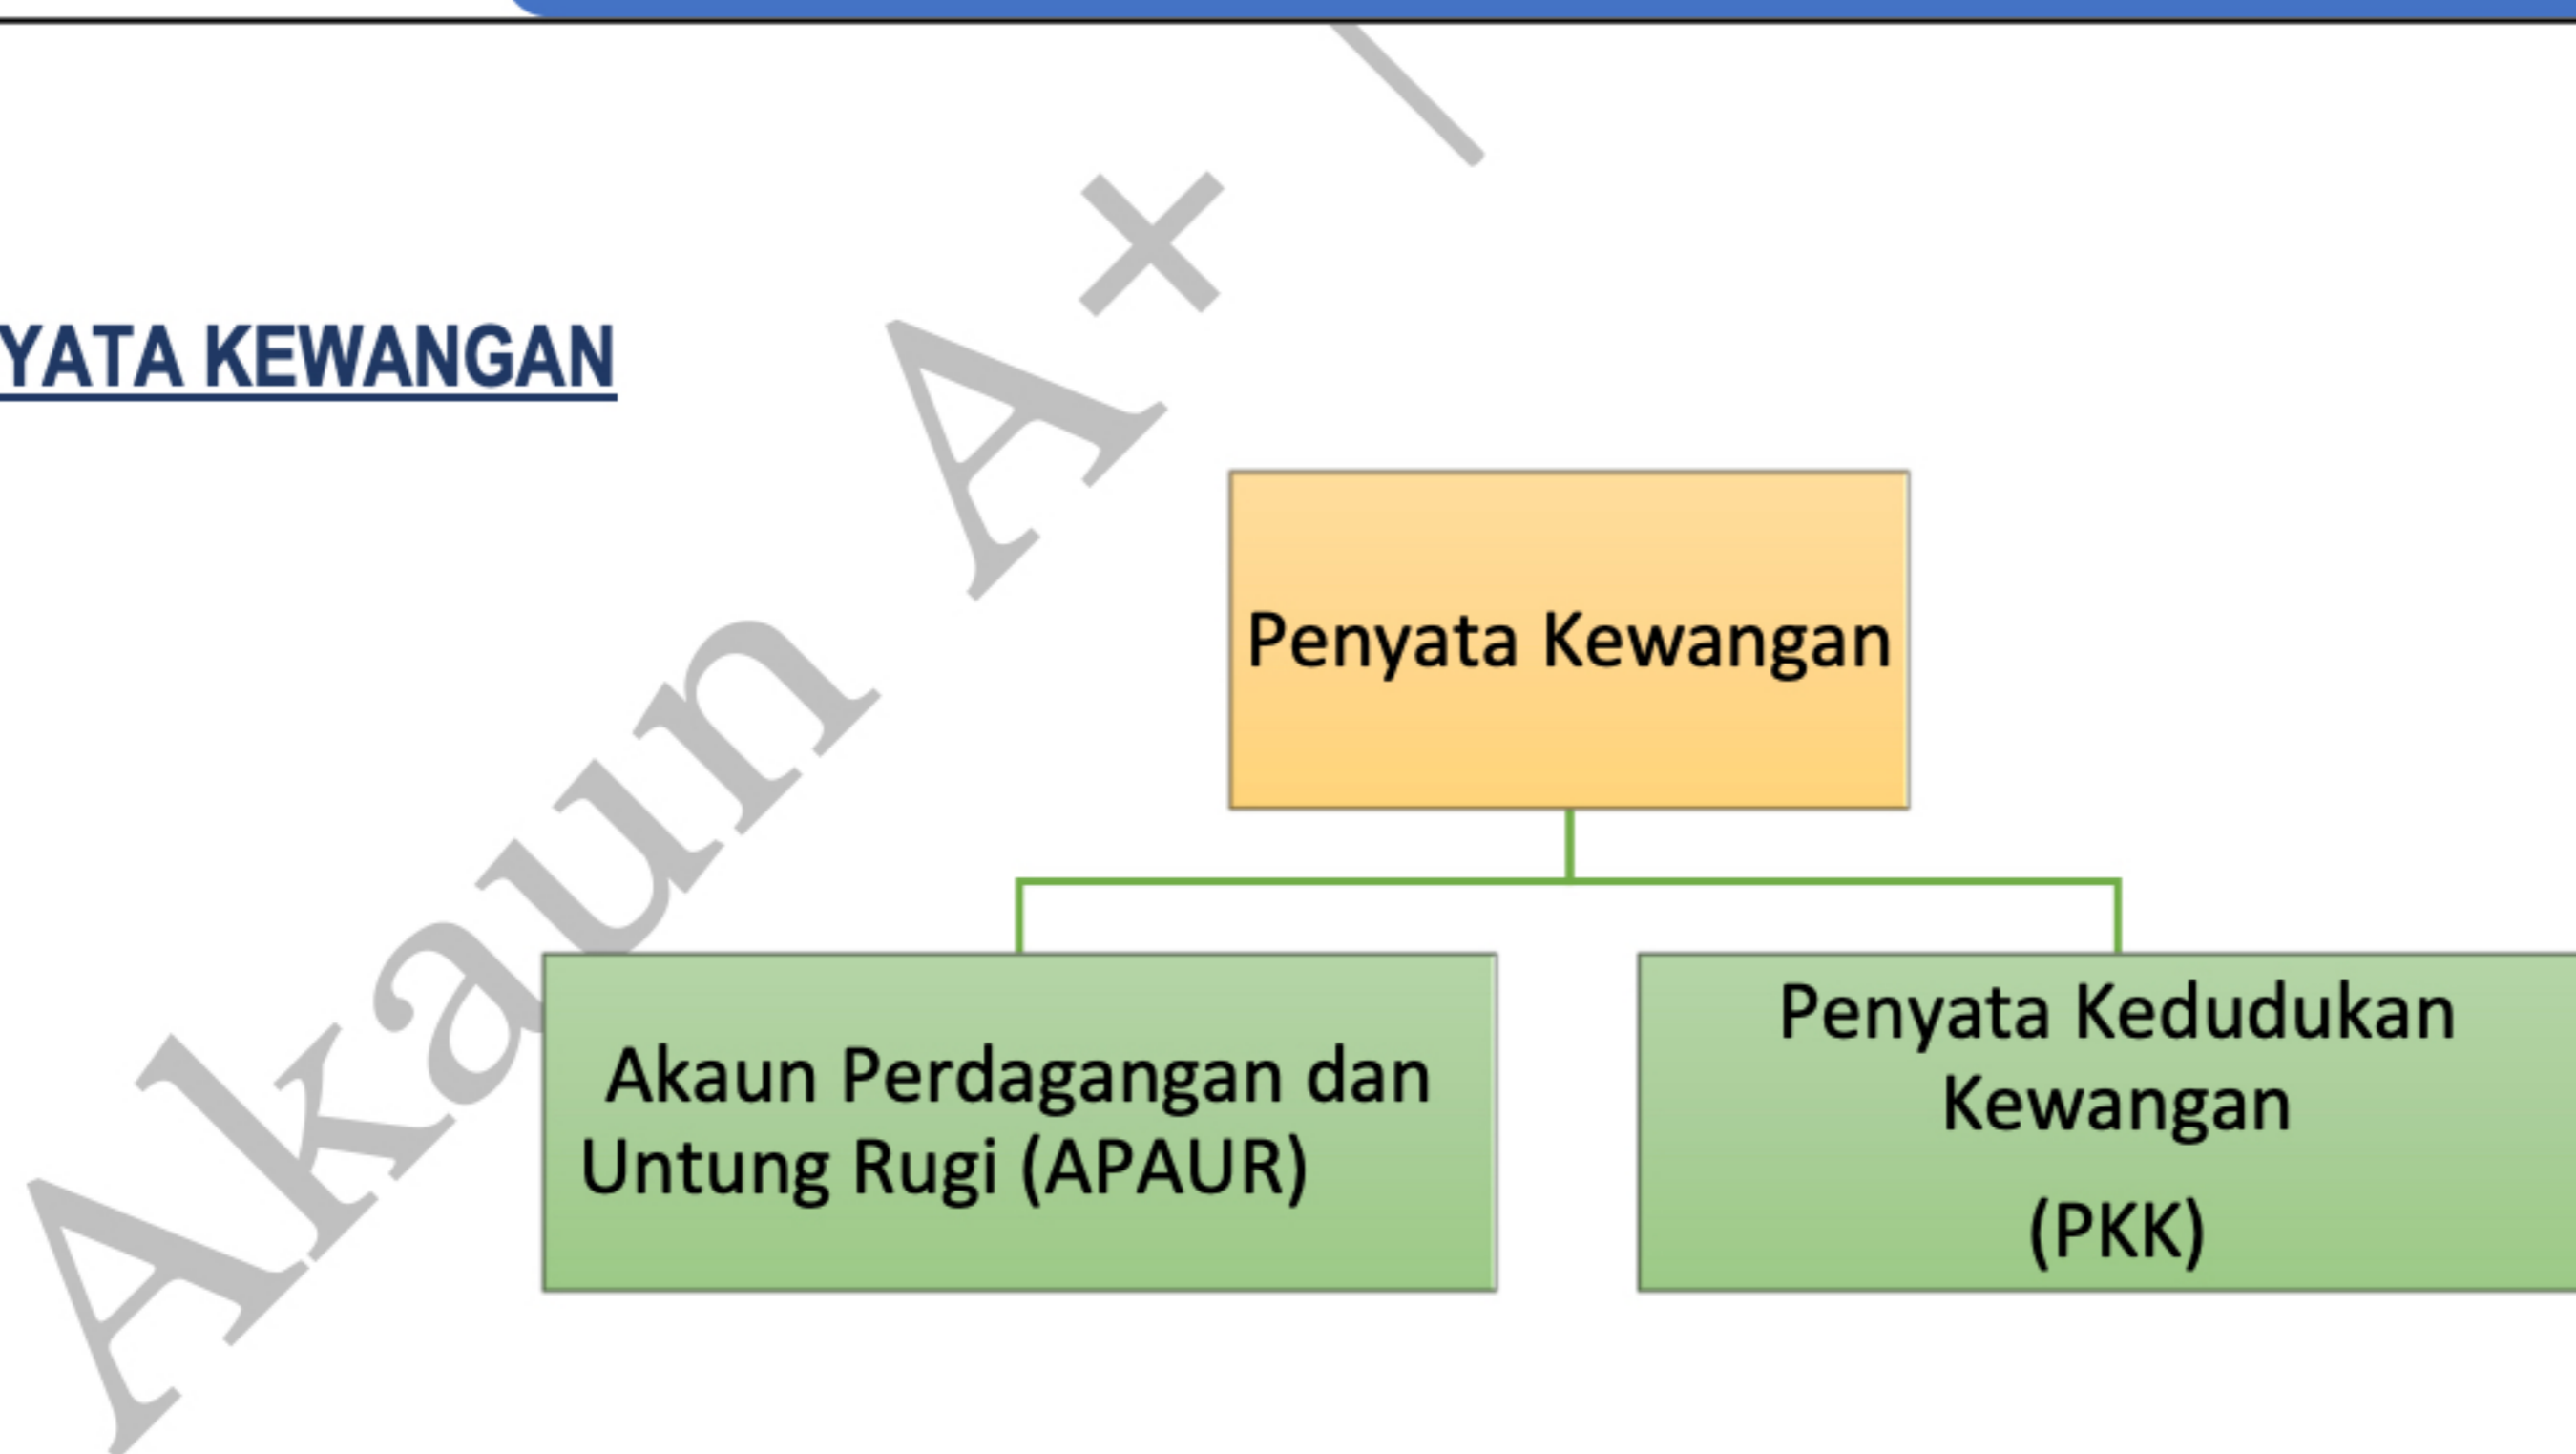 YATA KEWANGAN
Akaun A+
Penyata Kewangan
Akaun Perdagangan dan
Untung Rugi (APAUR)
Penyata Kedudukan
Kewangan
(PKK)